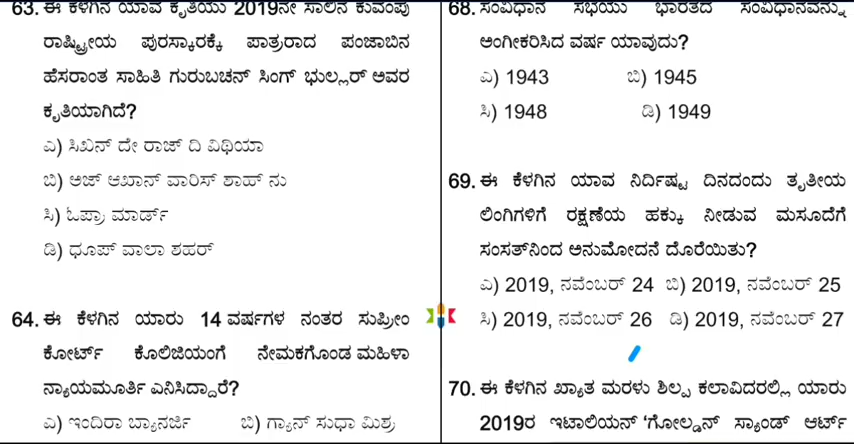 63. ಈ ಕೆಳಗಿನ ಯಾವ ಕೃತಿಯು 2019ನೇ ಸಾಲಿನ ಕುವೆಂಪು
ರಾಷ್ಟ್ರೀಯ ಪುರಸ್ಕಾರಕ್ಕೆ ಪಾತ್ರರಾದ ಪಂಜಾಬಿನ
ಹೆಸರಾಂತ ಸಾಹಿತಿ ಗುರುಬಚನ್ ಸಿಂಗ್ ಭುಲ್ಲರ್ ಅವರ
ಕೃತಿಯಾಗಿದೆ?
ಎ) ಸಿಖನ್ ದೇ ರಾಜ್ ದಿ ವಿಥಿಯಾ
ಬಿ) ಅಜ್ ಆಖಾನ್ ವಾರಿಸ್ ಶಾಹ್ ನು
ಸಿ) ಓಪ್ರಾ ಮಾರ್ಡ್
ಡಿ) ಧೂಪ್ ವಾಲಾ ಶಹರ್
64. ಈ ಕೆಳಗಿನ ಯಾರು 14 ವರ್ಷಗಳ ನಂತರ ಸುಪ್ರೀಂ
ಕೋರ್ಟ್ ಕೊಲಿಜಿಯಂಗೆ ನೇಮಕಗೊಂಡ ಮಹಿಳಾ
ನ್ಯಾಯಮೂರ್ತಿ ಎನಿಸಿದ್ದಾರೆ?
ಎ) ಇಂದಿರಾ ಬ್ಯಾನರ್ಜಿ ಬಿ) ಗ್ಯಾನ್ ಸುಧಾ ಮಿಶ್ರ
68. ಸಂವಿಧಾನ ಸಭೆಯು ಭಾರತದ ಸಂವಿಧಾನವನ್ನು
ಅಂಗೀಕರಿಸಿದ ವರ್ಷ ಯಾವುದು?
ಎ) 1943 ಬಿ) 1945
ಸಿ) 1948 ಡಿ) 1949
69. ಈ ಕೆಳಗಿನ ಯಾವ ನಿರ್ದಿಷ್ಟ ದಿನದಂದು ತೃತೀಯ
ಲಿಂಗಿಗಳಿಗೆ ರಕ್ಷಣೆಯ ಹಕ್ಕು ನೀಡುವ ಮಸೂದೆಗೆ
ಸಂಸತ್‌ನಿಂದ ಅನುಮೋದನೆ ದೊರೆಯಿತು?
ಎ) 2019, ನವೆಂಬರ್ 24 ಬಿ) 2019, ನವೆಂಬರ್ 25
ಸಿ) 2019, ನವೆಂಬರ್ 26 ಡಿ) 2019, ನವೆಂಬರ್ 27
70. ಈ ಕೆಳಗಿನ ಖ್ಯಾತ ಮರಳು ಶಿಲ್ಪ ಕಲಾವಿದರಲ್ಲಿ ಯಾರು
2019ರ ಇಟಾಲಿಯನ್ 'ಗೋಲ್ಡನ್ ಸ್ಯಾಂಡ್ ಆರ್ಟ್